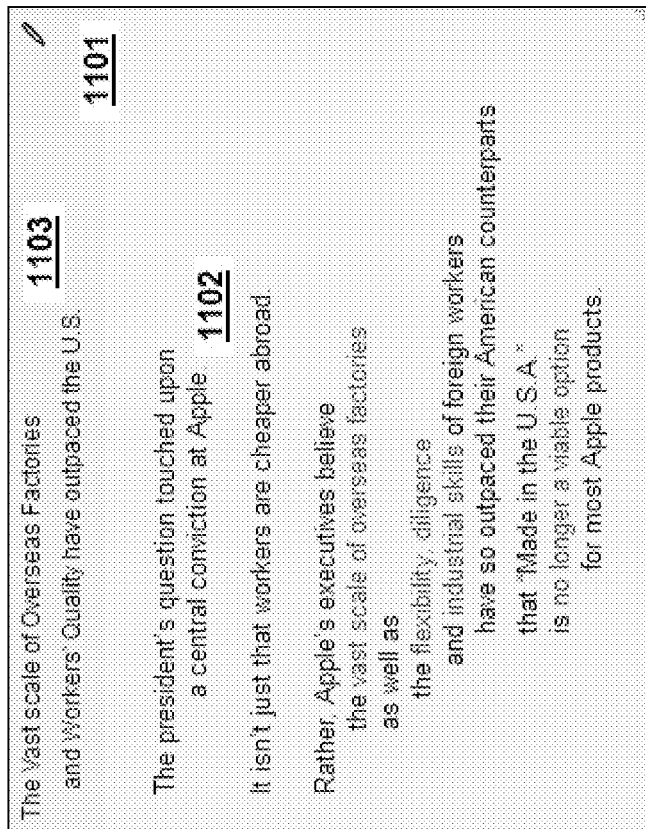 The Vast scale of Overseas Factories
and Workers' Quality have outpaced the U.S.
1103
1101
The president's question touched upon
a central conviction at Apple
1102
It isn't just that workers are cheaper abroad.
Rather, Apple's executives believe
the vast scale of overseas factories
as well as
the flexibility, diligence
and industrial skills of foreign workers
have so outpaced their American counterparts
that "Made in the U.S.A."
is no longer a viable option
for most Apple products.